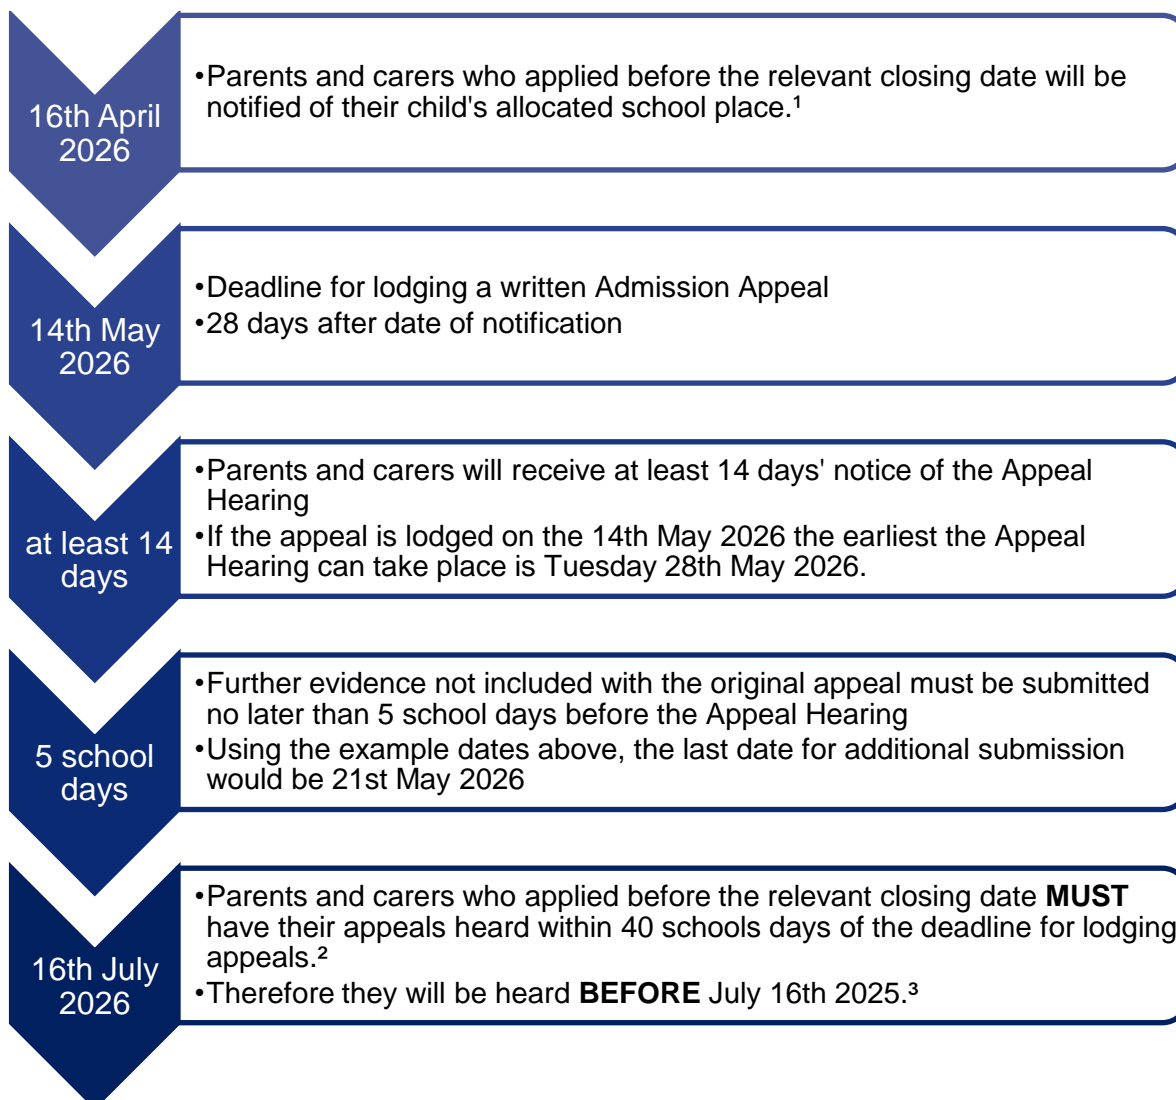 16th April
2026
•Parents and carers who applied before the relevant closing date will be
notified of their child's allocated school place.¹
14th May
2026
•Deadline for lodging a written Admission Appeal
•28 days after date of notification
at least 14
days
•Parents and carers will receive at least 14 days' notice of the Appeal
Hearing
•If the appeal is lodged on the 14th May 2026 the earliest the Appeal
Hearing can take place is Tuesday 28th May 2026.
5 school
days
•Further evidence not included with the original appeal must be submitted
no later than 5 school days before the Appeal Hearing
•Using the example dates above, the last date for additional submission
would be 21st May 2026
16th July
2026
•Parents and carers who applied before the relevant closing date MUST
have their appeals heard within 40 schools days of the deadline for lodging
appeals.²
•Therefore they will be heard BEFORE July 16th 2025.³